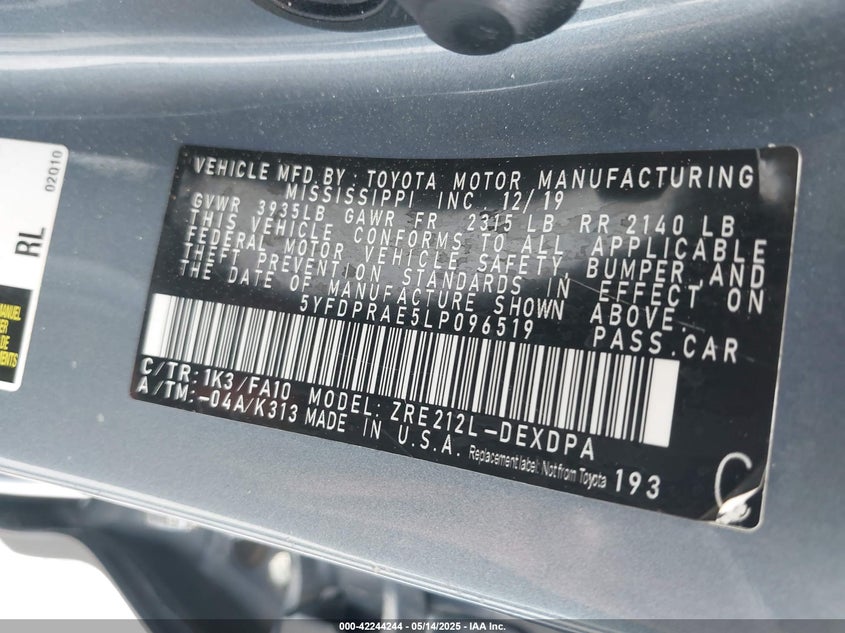 02010
RL
MANUEL
DE
EMENTS
VEHICLE MFD BY: TOYOTA MOTOR MANUFACTURING
MISSISSIPPI INC. 12/19
GVWR 3935LB GAWR FR 2315 LB RR 2140 LB
THIS VEHICLE CONFORMS TO ALL APPLICABLE
FEDERAL MOTOR VEHICLE SAFETY, BUMPER, AND
THEFT PREVENTION STANDARDS IN EFFECT ON
THE DATE OF MANUFACTURE SHOWN ABOVE.
5YFDPRAE5LP096519 PASS.CAR
C/TR: 1K3/FA10 MODEL: ZRE212L-DEXDPA
A/TM:-04A/K313 MADE IN U.S.A.
Replacement label: Not from Toyota 193
C
000-42244244 — 05/14/2025 — IAA Inc.